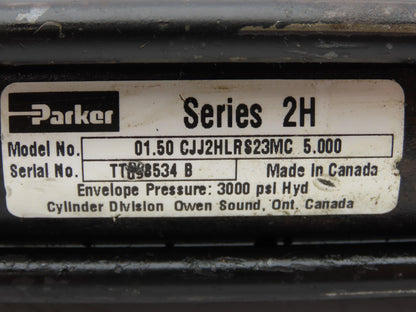 Parker
Series 2H
Model No. 01.50 CJJ2HLRS23MC 5.000
Serial No. B Made in Canada
Envelope Pressure: 3000 psi Hyd
Cylinder Division Owen Sound, Ont. Canada